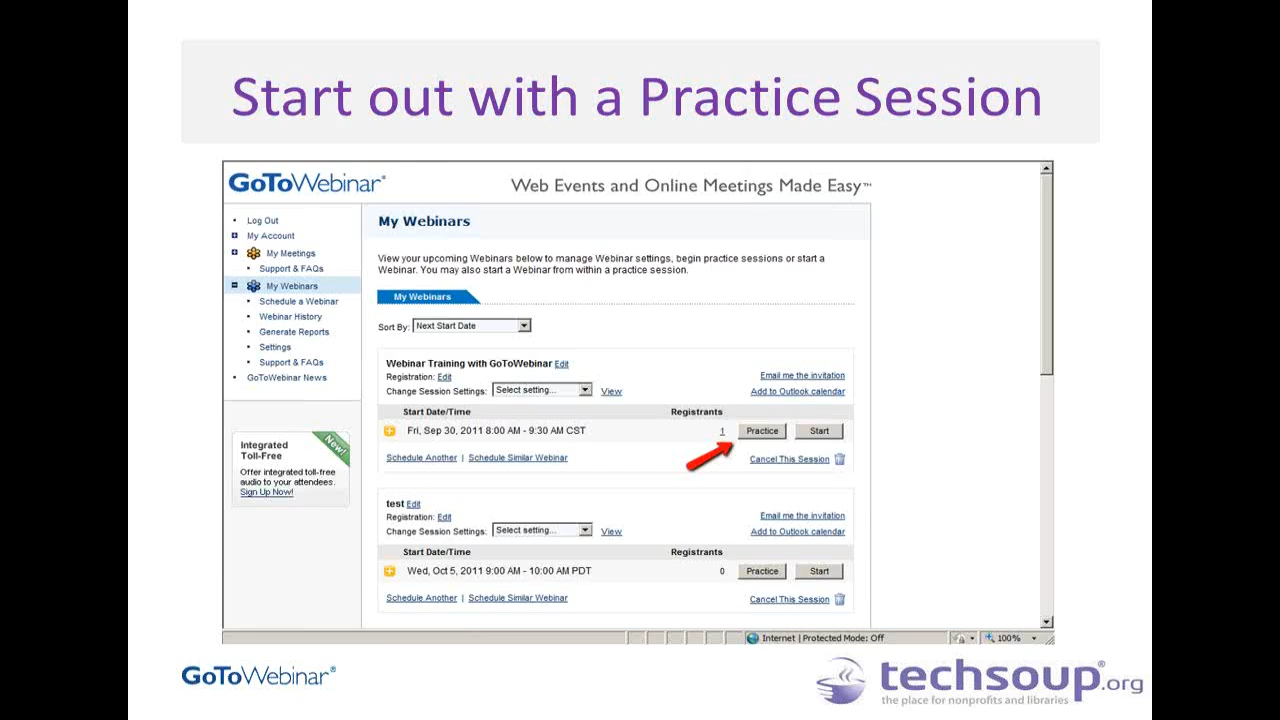 Start out with a Practice Session
GoToWebinar®
Web Events and Online Meetings Made Easy™
Log Out
My Account
My Meetings
Support & FAQs
My Webinars
Schedule a Webinar
Webinar History
Generate Reports
Settings
Support & FAQs
GoToWebinar News
Integrated
Toll-Free
New!
Offer integrated toll-free
audio to your attendees.
Sign Up Now!
My Webinars
View your upcoming Webinars below to manage Webinar settings, begin practice sessions or start a
Webinar. You may also start a Webinar from within a practice session.
My Webinars
Sort By: Next Start Date
Webinar Training with GoToWebinar Edit
Registration: Edit Email me the invitation
Change Session Settings: Select setting... View Add to Outlook calendar
Start Date/Time Registrants
Fri, Sep 30, 2011 8:00 AM - 9:30 AM CST 1 Practice Start
Schedule Another | Schedule Similar Webinar Cancel This Session
test Edit
Registration: Edit Email me the invitation
Change Session Settings: Select setting... View Add to Outlook calendar
Start Date/Time Registrants
Wed, Oct 5, 2011 9:00 AM - 10:00 AM PDT 0 Practice Start
Schedule Another | Schedule Similar Webinar Cancel This Session
Internet | Protected Mode: Off 100%
GoToWebinar®
techsoup®.org
the place for nonprofits and libraries